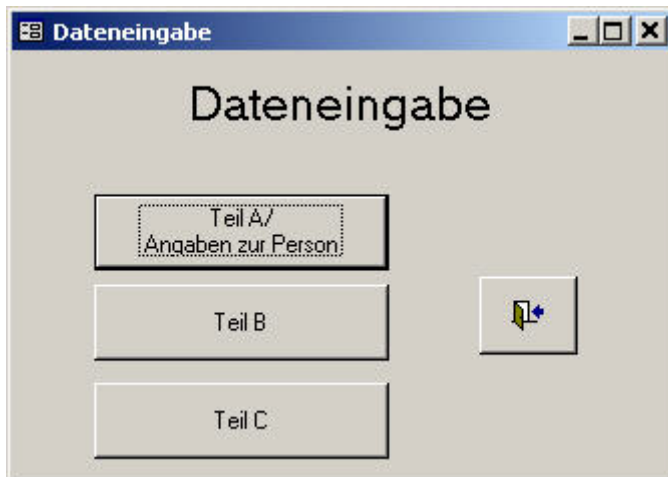 Dateneingabe
Dateneingabe
Teil A/
Angaben zur Person
Teil B
Teil C